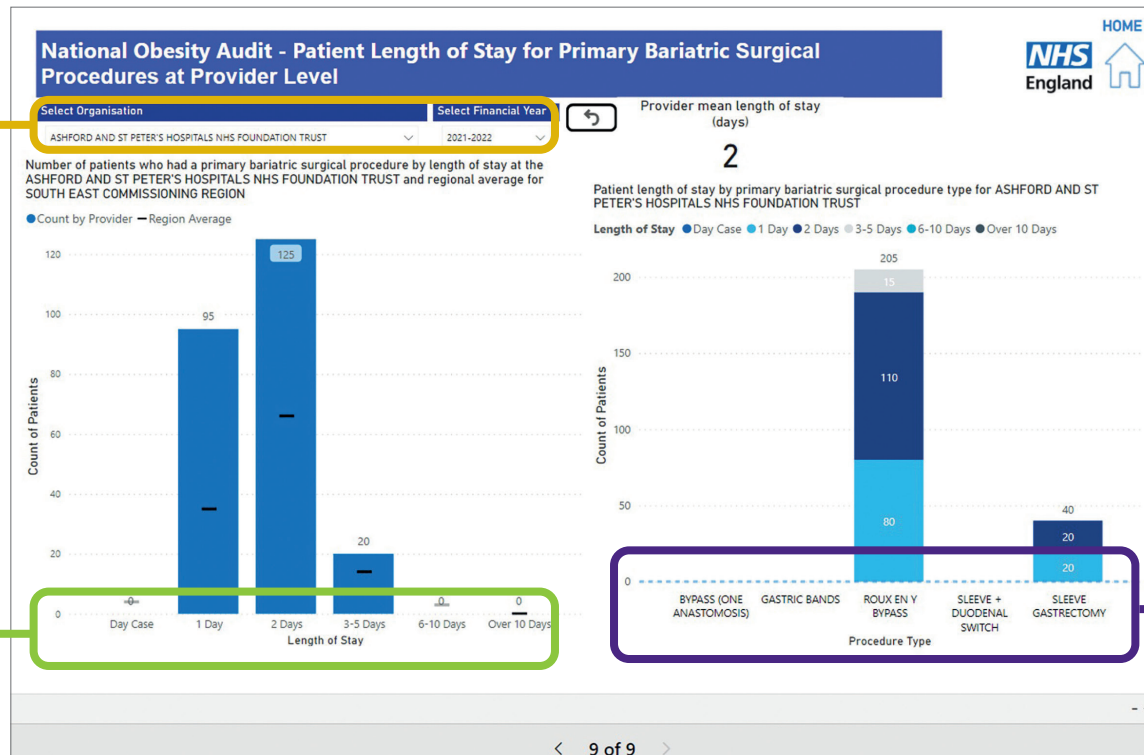 HOME
National Obesity Audit - Patient Length of Stay for Primary Bariatric Surgical
Procedures at Provider Level
NHS
England
Select Organisation
Select Financial Year
ASHFORD AND ST PETER'S HOSPITALS NHS FOUNDATION TRUST
2021-2022
Provider mean length of stay
(days)
2
Number of patients who had a primary bariatric surgical procedure by length of stay at the
ASHFORD AND ST PETER'S HOSPITALS NHS FOUNDATION TRUST and regional average for
SOUTH EAST COMMISSIONING REGION
Count by Provider Region Average
120
100
80
60
40
20
0
Count of Patients
0
95
125
20
0
0
Day Case
1 Day
2 Days
3-5 Days
6-10 Days
Over 10 Days
Length of Stay
Patient length of stay by primary bariatric surgical procedure type for ASHFORD AND ST
PETER'S HOSPITALS NHS FOUNDATION TRUST
Length of Stay Day Case 1 Day 2 Days 3-5 Days 6-10 Days Over 10 Days
200
150
100
50
0
Count of Patients
205
15
110
80
40
20
20
BYPASS (ONE
ANASTOMOSIS)
GASTRIC BANDS
ROUX EN Y
BYPASS
SLEEVE +
DUODENAL
SWITCH
SLEEVE
GASTRECTOMY
Procedure Type
9 of 9